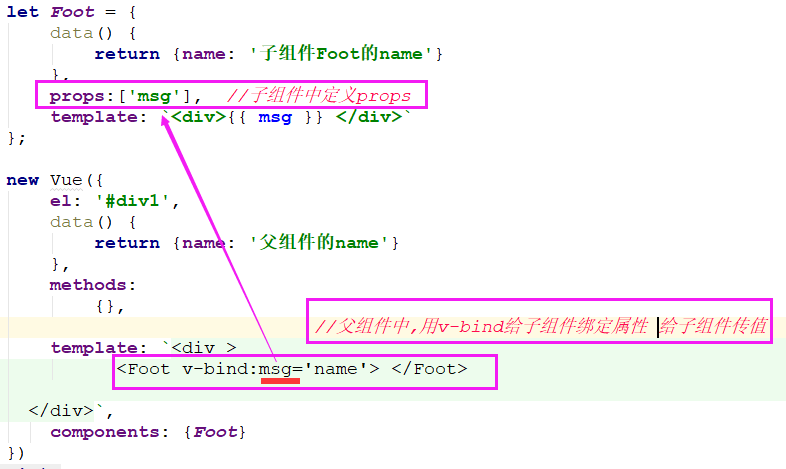 let Foot = {
data() {
return {name: '子组件Foot的name'}
},
props:['msg'], //子组件中定义props
template: `<div>{{ msg }} </div>`
};
new Vue({
el: '#div1',
data() {
return {name: '父组件的name'}
},
methods:
{},
//父组件中,用v-bind给子组件绑定属性 给子组件传值
template: `<div >
<Foot v-bind:msg='name'> </Foot>
</div>`,
components: {Foot}
})